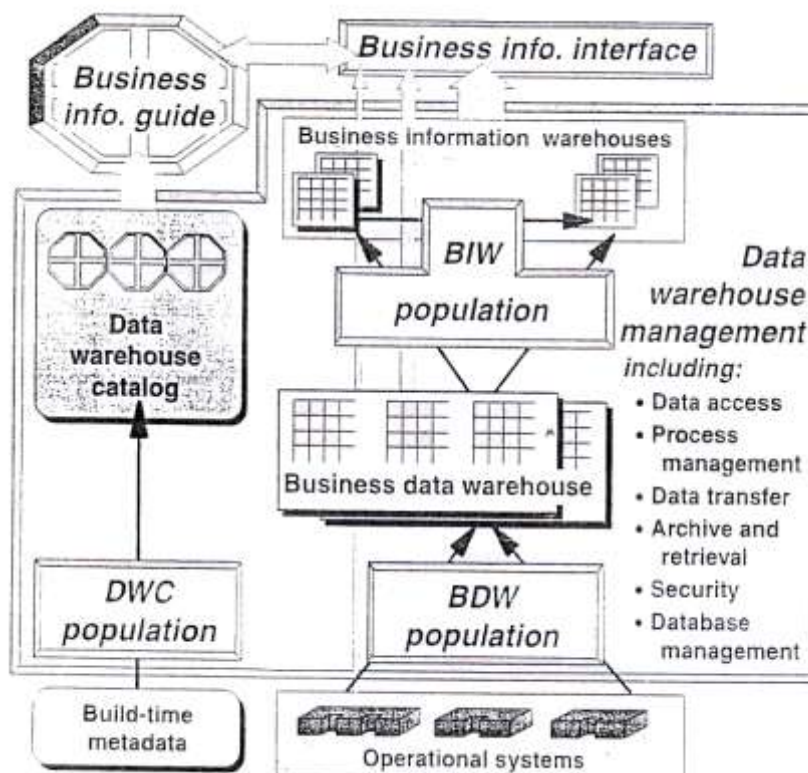 Business
info. guide
Business info. interface
Business information warehouses
BIW
population
Data
warehouse
catalog
Data
warehouse
management
including:
• Data access
• Process
management
• Data transfer
• Archive and
retrieval
• Security
• Database
management
Business data warehouse
DWC
population
BDW
population
Build-time
metadata
Operational systems